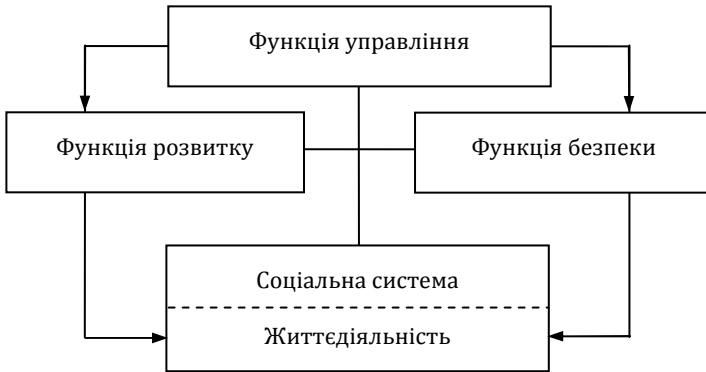 Функція управління
Функція розвитку
Функція безпеки
Соціальна система
Життєдіяльність